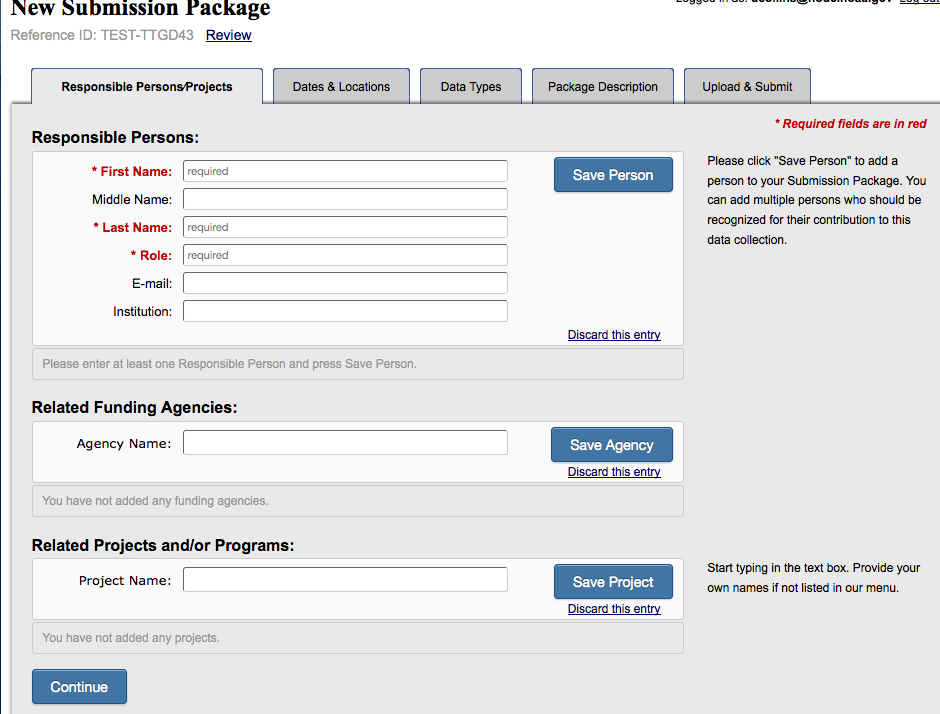 New Submission Package
Logged in as:
Reference ID: TEST-TTGD43 Review
Responsible Persons/Projects
Dates & Locations
Data Types
Package Description
Upload & Submit
* Required fields are in red
Responsible Persons:
* First Name: required
Save Person
Middle Name:
* Last Name: required
* Role: required
E-mail:
Institution:
Discard this entry
Please enter at least one Responsible Person and press Save Person.
Please click "Save Person" to add a
person to your Submission Package. You
can add multiple persons who should be
recognized for their contribution to this
data collection.
Related Funding Agencies:
Agency Name:
Save Agency
Discard this entry
You have not added any funding agencies.
Related Projects and/or Programs:
Project Name:
Save Project
Discard this entry
You have not added any projects.
Start typing in the text box. Provide your
own names if not listed in our menu.
Continue